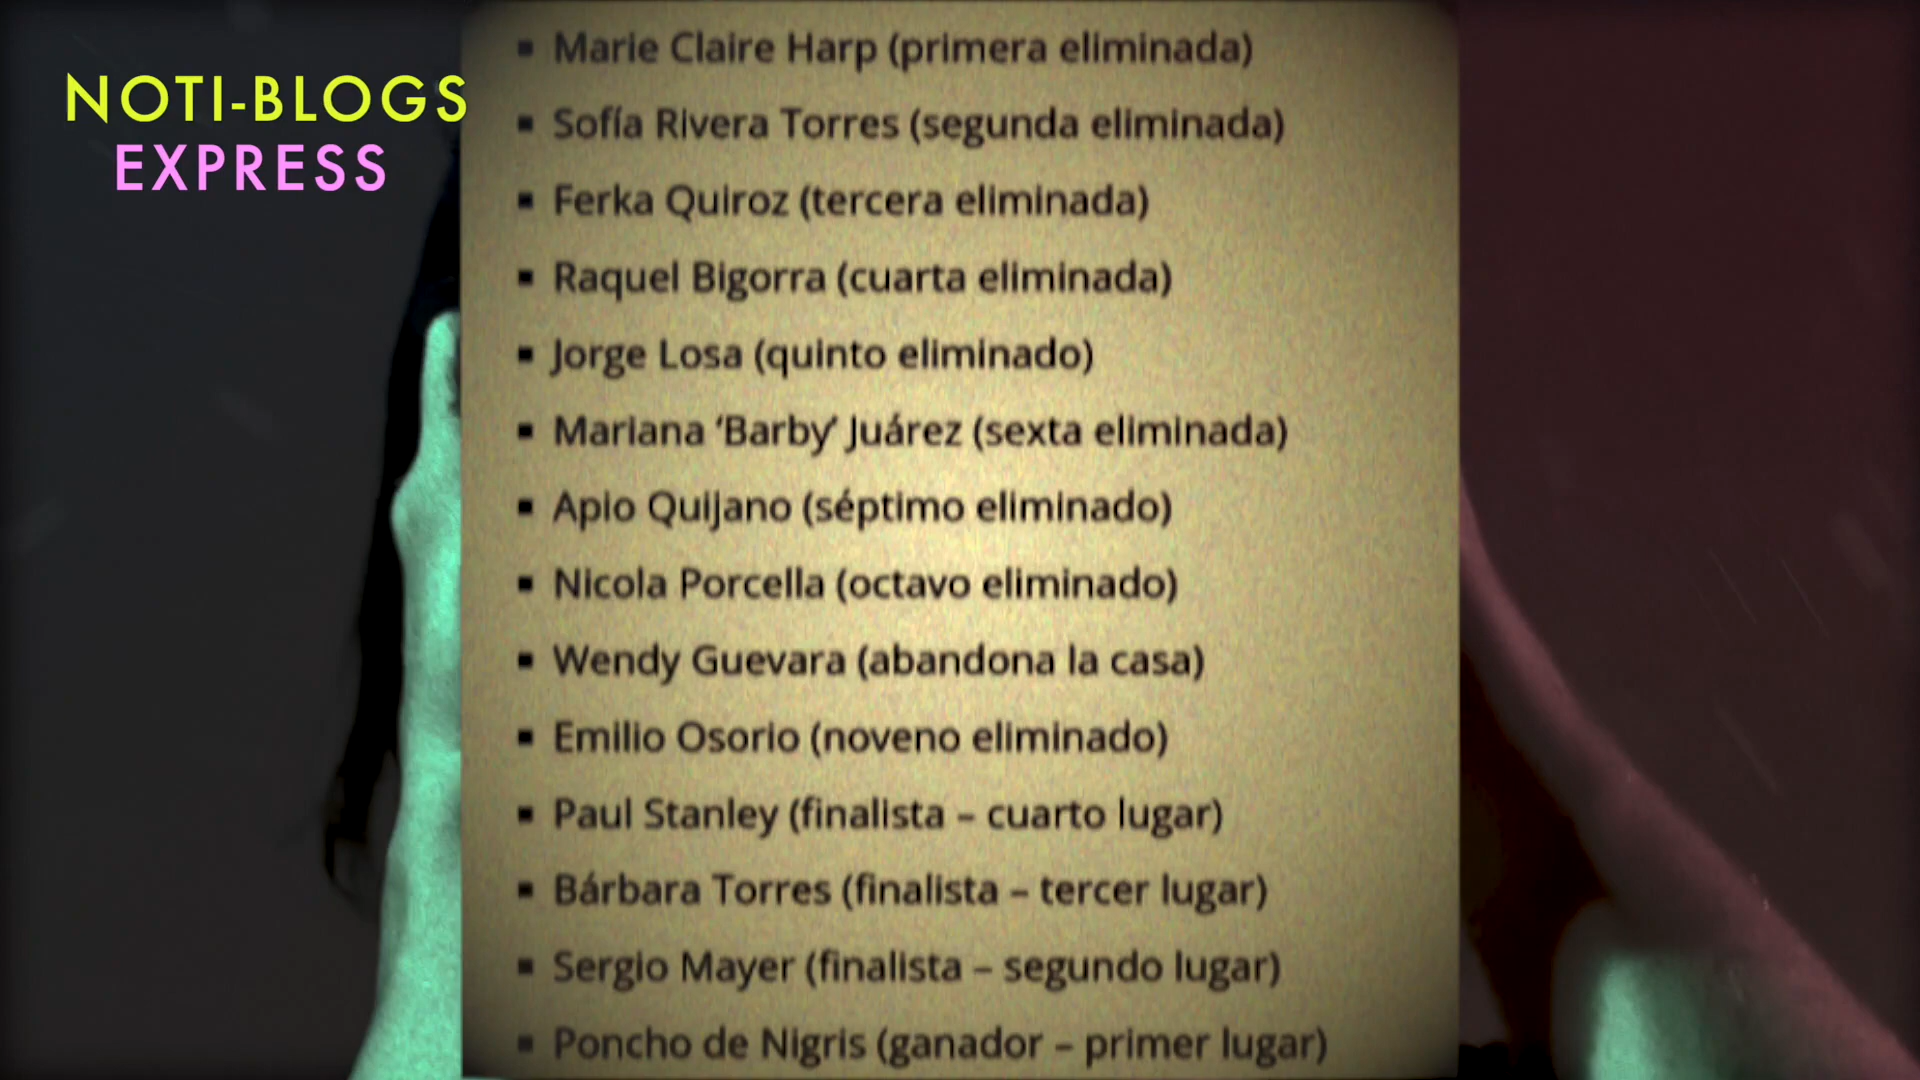 NOTI-BLOGS
EXPRESS
▪ Marie Claire Harp (primera eliminada)
▪ Sofía Rivera Torres (segunda eliminada)
▪ Ferka Quiroz (tercera eliminada)
▪ Raquel Bigorra (cuarta eliminada)
▪ Jorge Losa (quinto eliminado)
▪ Mariana ‘Barby’ Juárez (sexta eliminada)
▪ Apio Quijano (séptimo eliminado)
▪ Nicola Porcella (octavo eliminado)
▪ Wendy Guevara (abandona la casa)
▪ Emilio Osorio (noveno eliminado)
▪ Paul Stanley (finalista – cuarto lugar)
▪ Bárbara Torres (finalista – tercer lugar)
▪ Sergio Mayer (finalista – segundo lugar)
▪ Poncho de Nigris (ganador – primer lugar)